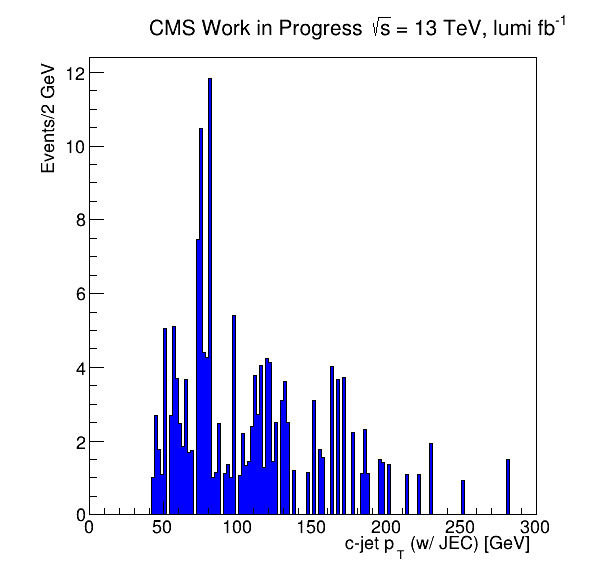 CMS Work in Progress √s = 13 TeV, lumi fb⁻¹
Events/2 GeV
12
10
8
6
4
2
0
0 50 100 150 200 250 300
c-jet p_T (w/ JEC) [GeV]